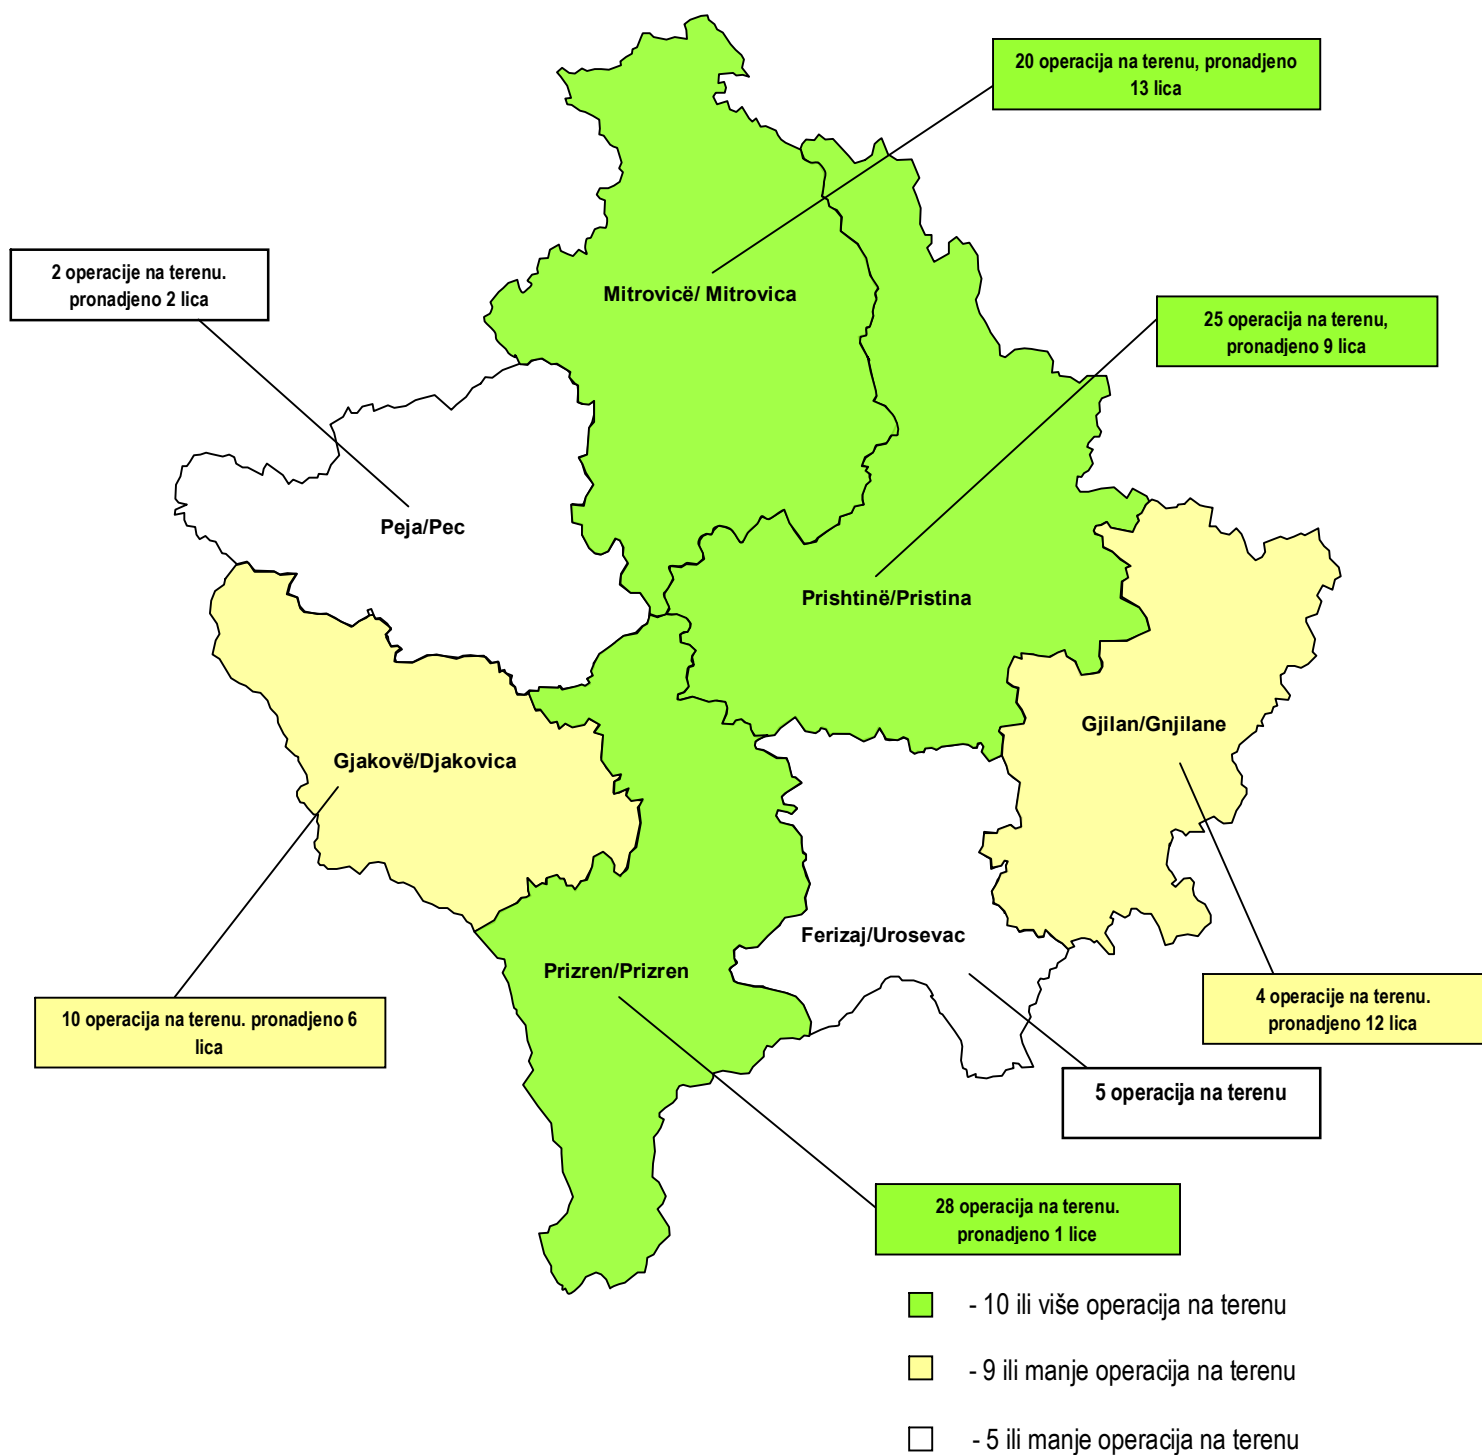 20 operacija na terenu, pronadjeno
13 lica
2 operacije na terenu.
pronadjeno 2 lica
Mitrovicë/ Mitrovica
25 operacija na terenu,
pronadjeno 9 lica
Peja/Pec
Prishtinë/Pristina
Gjilan/Gnjilane
Gjakovë/Djakovica
Ferizaj/Urosevac
Prizren/Prizren
10 operacija na terenu. pronadjeno 6
lica
4 operacije na terenu.
pronadjeno 12 lica
5 operacija na terenu
28 operacija na terenu.
pronadjeno 1 lice
- 10 ili više operacija na terenu
- 9 ili manje operacija na terenu
- 5 ili manje operacija na terenu